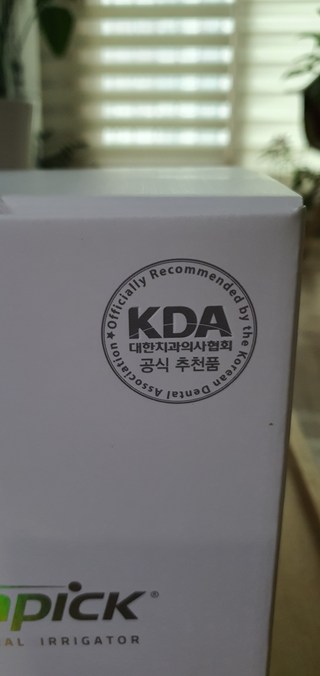 ★Officially Recommended by the Korean Dental Association
KDA
대한치과의사협회
공식 추천품
pick®
IRRIGATOR